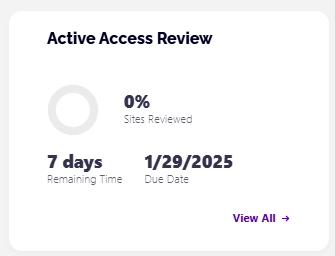 Active Access Review
0%
Sites Reviewed
7 days 1/29/2025
Remaining Time Due Date
View All →